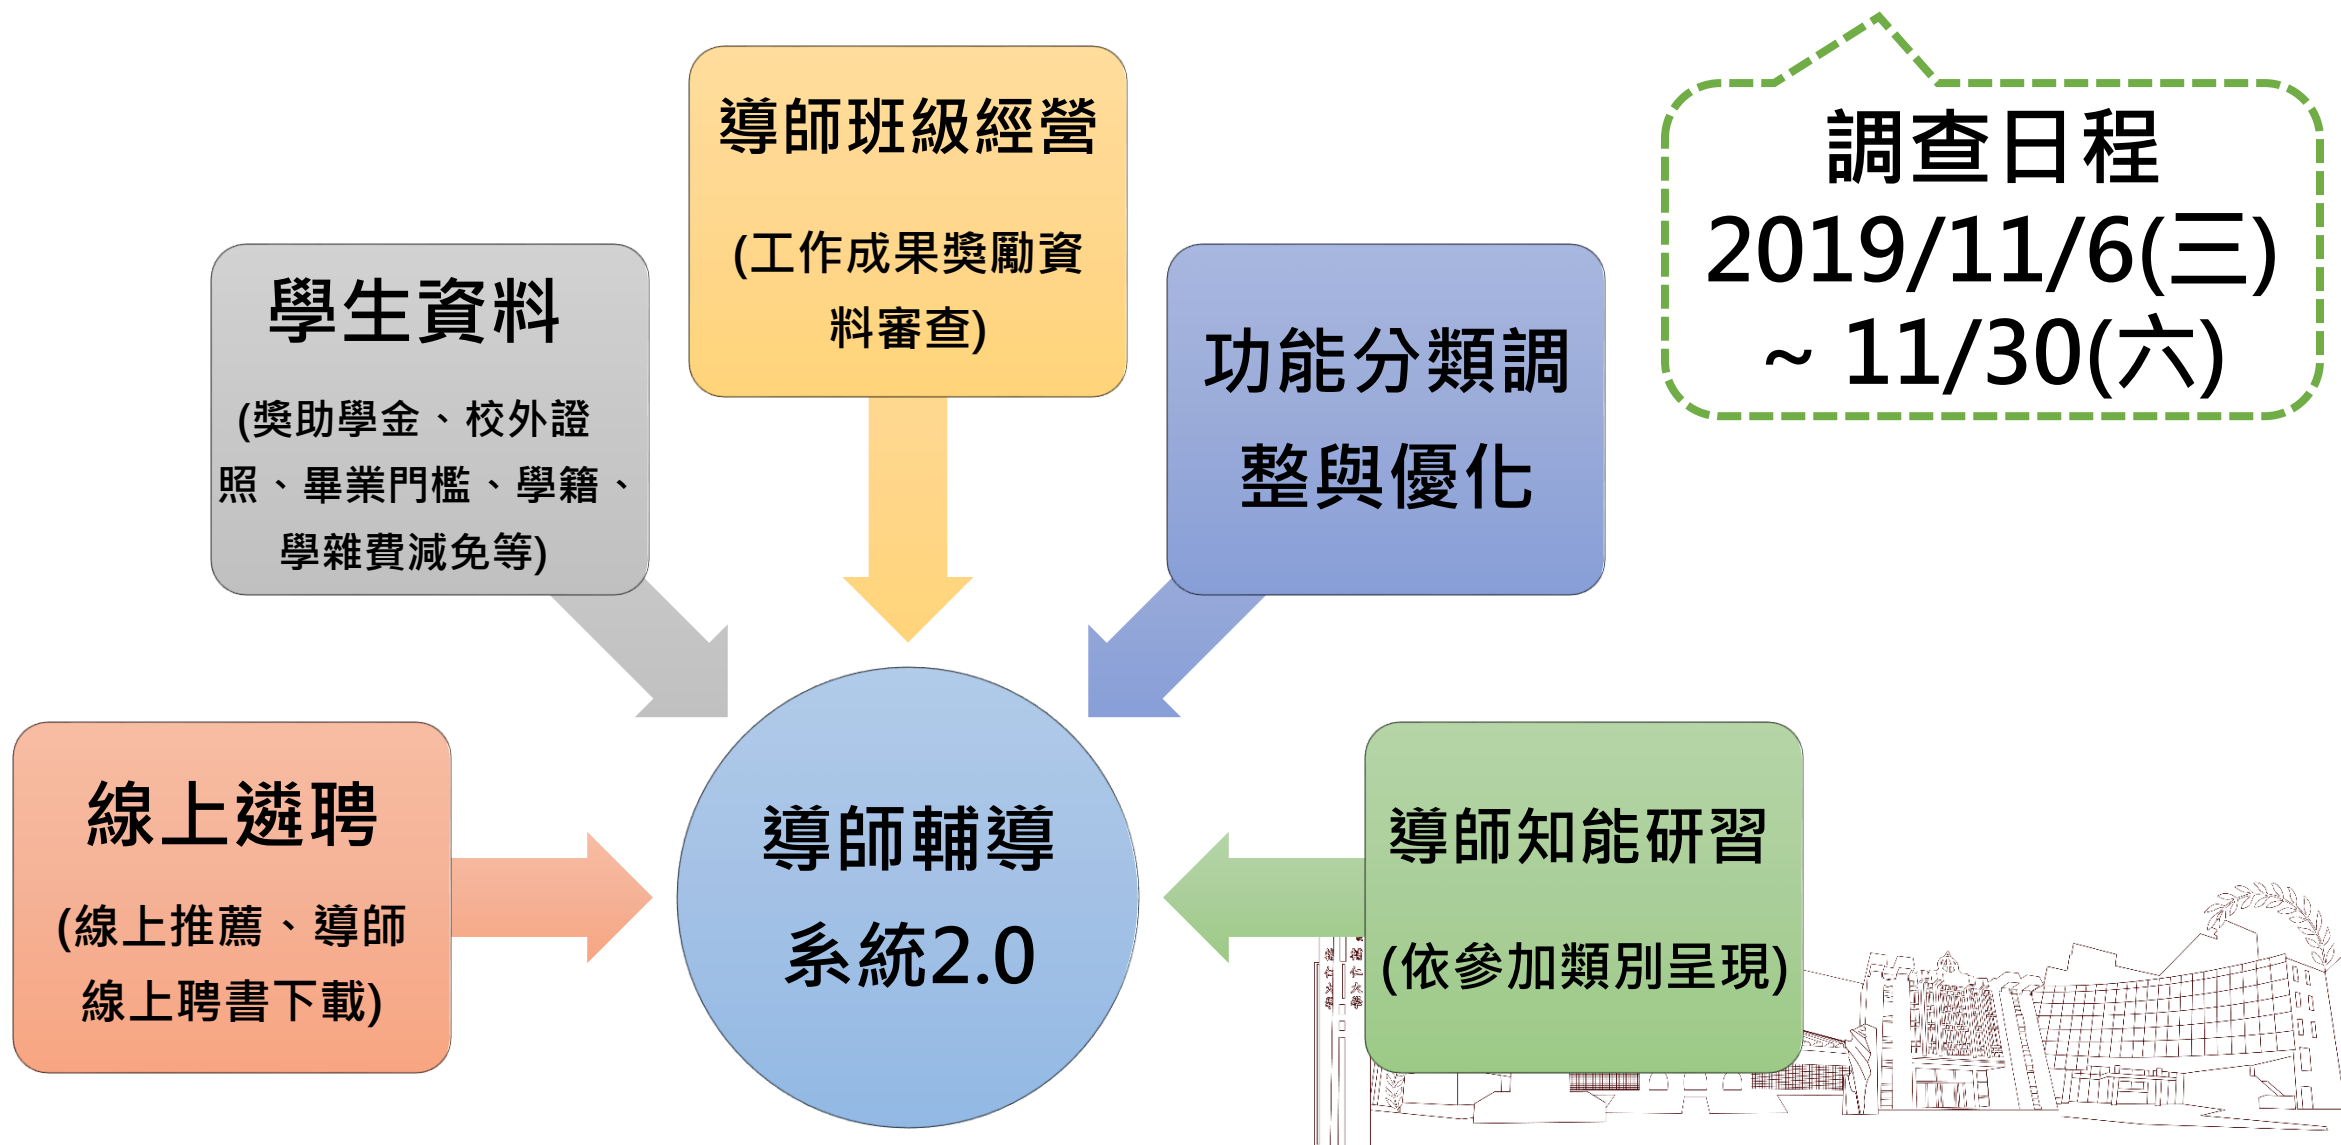 導師班級經營
(工作成果獎勵資
料審查)
調查日程
2019/11/6(三)
~ 11/30(六)
學生資料
(獎助學金、校外證
照、畢業門檻、學籍、
學雜費減免等)
功能分類調
整與優化
線上遴聘
(線上推薦、導師
線上聘書下載)
導師輔導
系統2.0
導師知能研習
(依參加類別呈現)